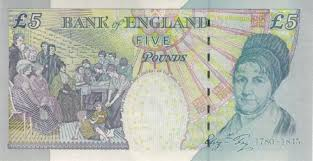 £5 BANK of ENGLAND £5
FIVE
POUNDS
1780-1845